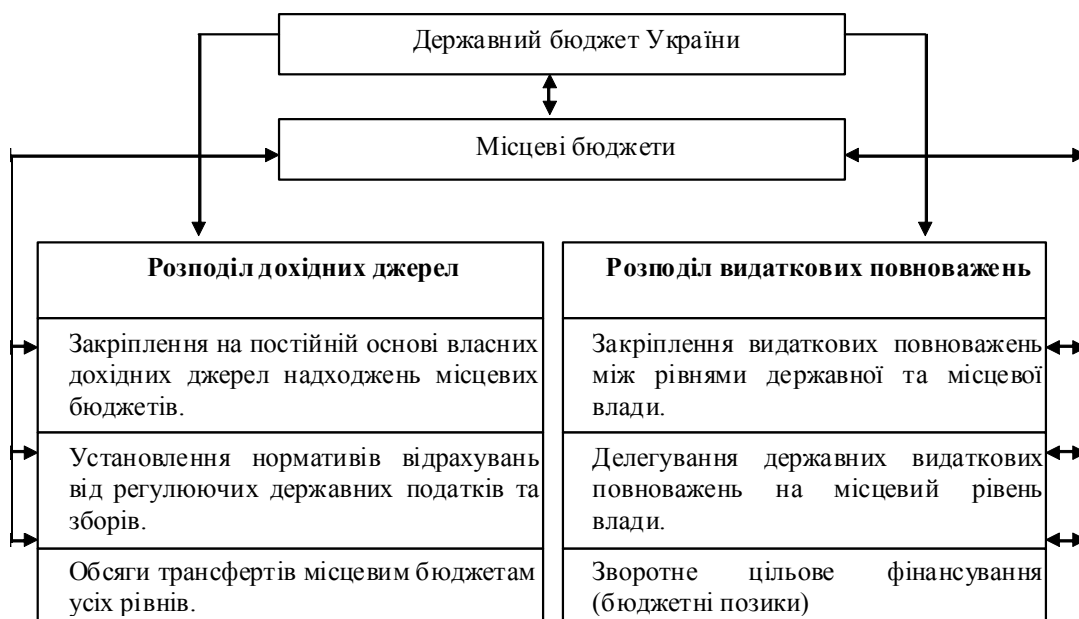 Державний бюджет України
Місцеві бюджети
Розподіл дохідних джерел
Закріплення на постійній основі власних
дохідних джерел надходжень місцевих
бюджетів.
Установлення нормативів відрахувань
від регулюючих державних податків та
зборів.
Обсяги трансфертів місцевим бюджетам
усіх рівнів.
Розподіл видаткових повноважень
Закріплення видаткових повноважень
між рівнями державної та місцевої
влади.
Делегування державних видаткових
повноважень на місцевий рівень
влади.
Зворотне цільове фінансування
(бюджетні позики)